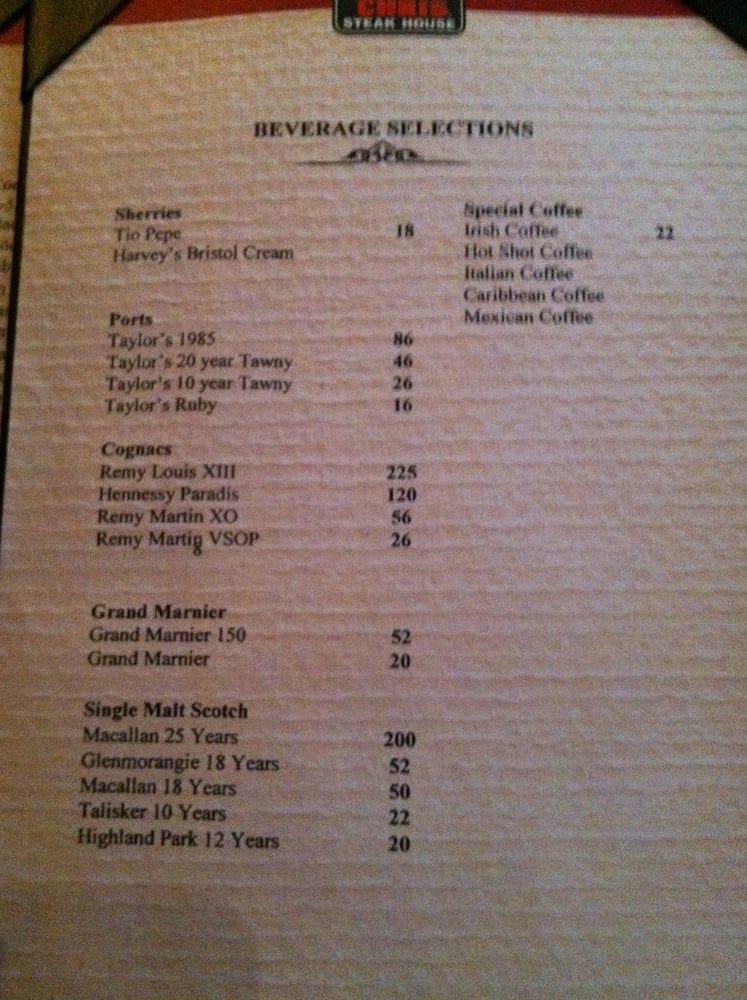 CHRIS
STEAK HOUSE
BEVERAGE SELECTIONS
Sherries
Tio Pepe 18
Harvey's Bristol Cream
Special Coffee
Irish Coffee 22
Hot Shot Coffee
Italian Coffee
Caribbean Coffee
Mexican Coffee
Ports
Taylor's 1985 86
Taylor's 20 year Tawny 46
Taylor's 10 year Tawny 26
Taylor's Ruby 16
Cognacs
Remy Louis XIII 225
Hennessy Paradis 120
Remy Martin XO 56
Remy Martin VSOP 26
Grand Marnier
Grand Marnier 150 52
Grand Marnier 20
Single Malt Scotch
Macallan 25 Years 200
Glenmorangie 18 Years 52
Macallan 18 Years 50
Talisker 10 Years 22
Highland Park 12 Years 20